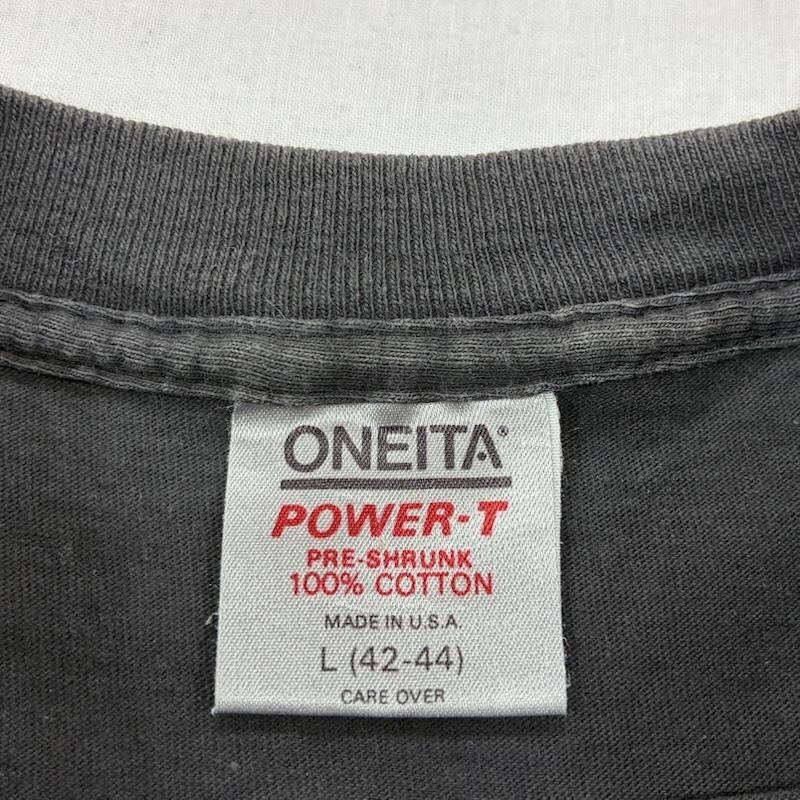 ONEITA®
POWER-T
PRE-SHRUNK
100% COTTON
MADE IN U.S.A.
L (42-44)
CARE OVER